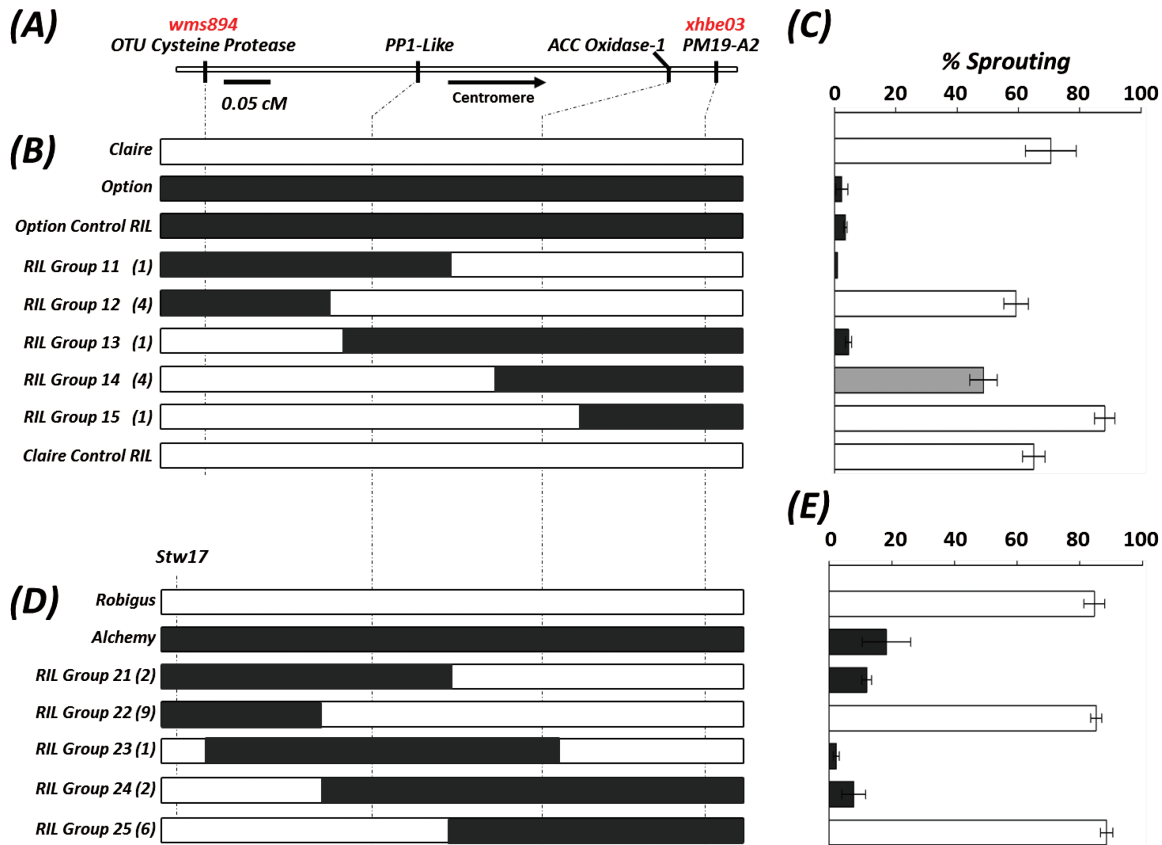 (A)
wms894
xhbe03
OTU Cysteine Protease
PP1-Like
ACC Oxidase-1
PM19-A2
0.05 cM
Centromere
(C)
% Sprouting
0 20 40 60 80 100
(B)
Claire
Option
Option Control RIL
RIL Group 11 (1)
RIL Group 12 (4)
RIL Group 13 (1)
RIL Group 14 (4)
RIL Group 15 (1)
Claire Control RIL
(E)
0 20 40 60 80 100
Stw17
(D)
Robigus
Alchemy
RIL Group 21 (2)
RIL Group 22 (9)
RIL Group 23 (1)
RIL Group 24 (2)
RIL Group 25 (6)